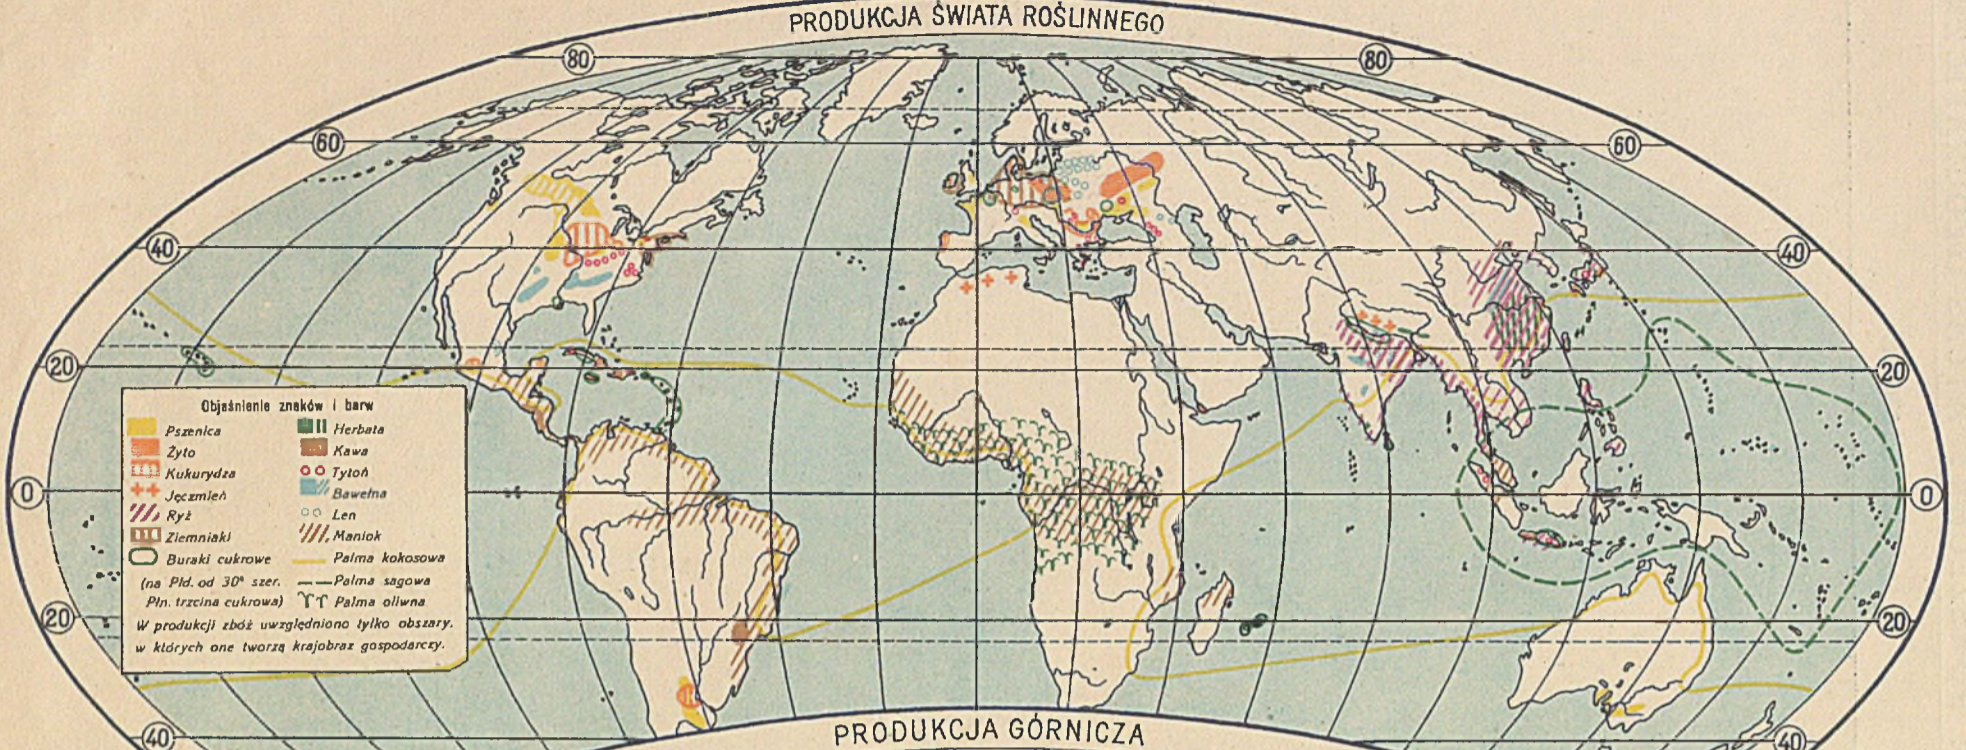 PRODUKCJA ŚWIATA ROŚLINNEGO
80 80
60 60
40 40
20 20
0 0
20 20
40 40
Objaśnienie znaków i barw
Pszenica
Żyto
Kukurydza
Jęczmień
Ryż
Ziemniaki
Buraki cukrowe
(na Płd. od 30° szer.
Płn. trzcina cukrowa)
Herbata
Kawa
Tytoń
Bawełna
Len
Maniok
Palma kokosowa
Palma sagowa
Palma oliwna
W produkcji zbóż uwzględniono tylko obszary,
w których one tworzą krajobraz gospodarczy.
PRODUKCJA GÓRNICZA